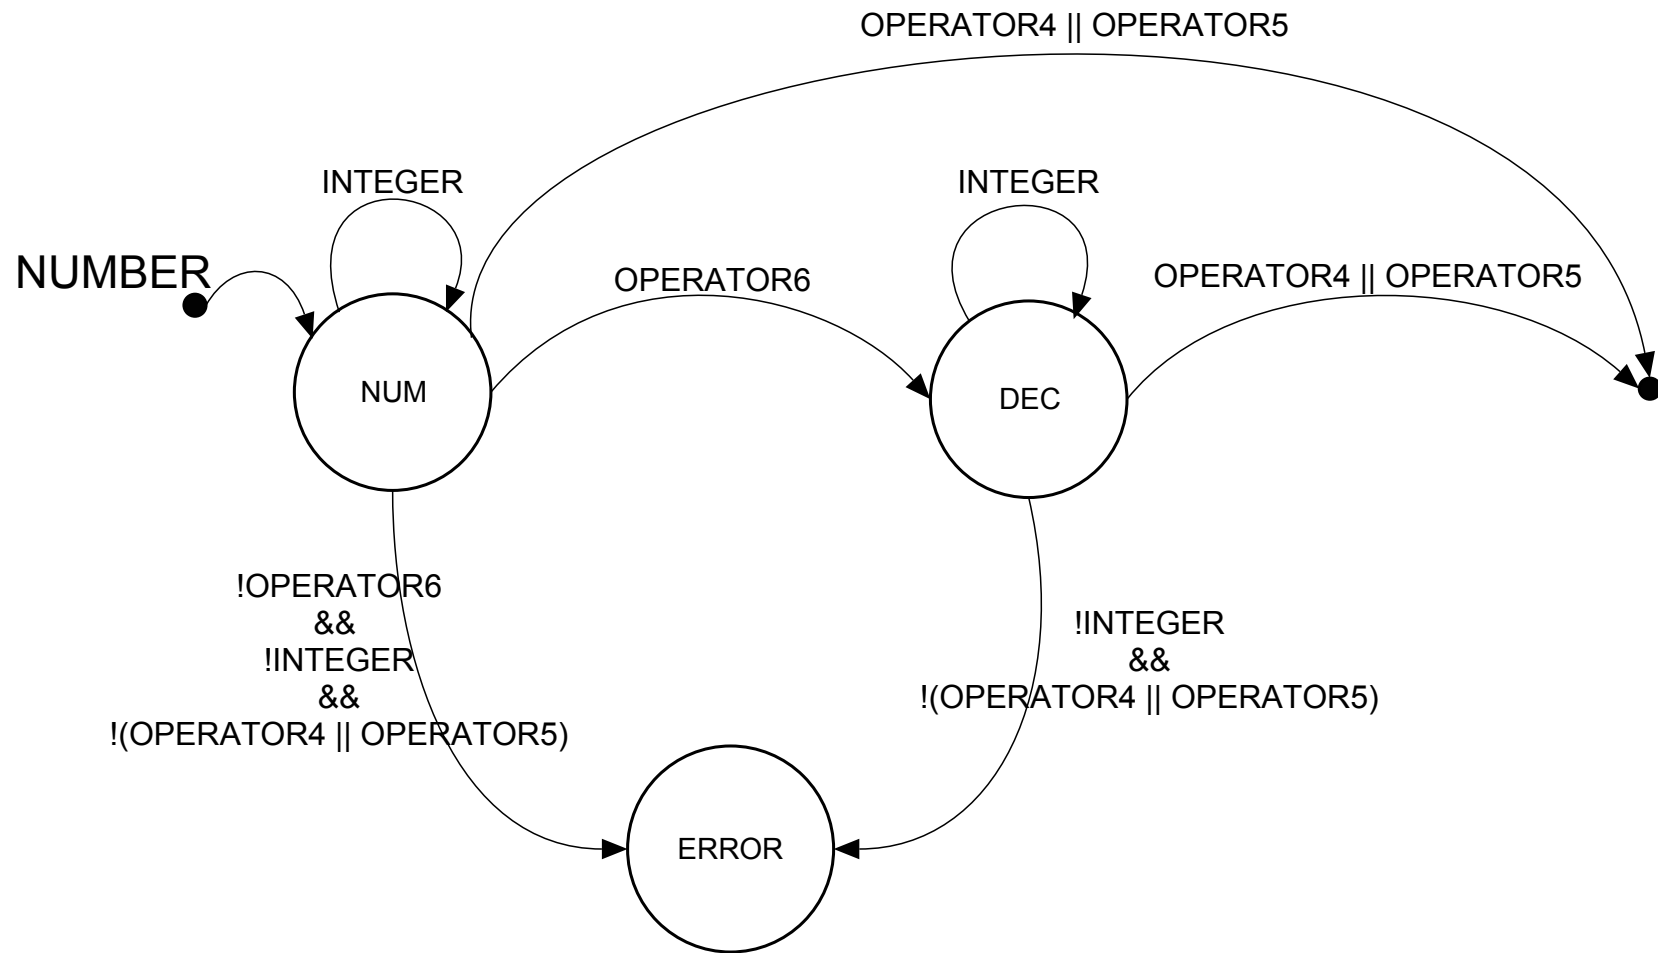 OPERATOR4 || OPERATOR5
INTEGER
INTEGER
NUMBER
OPERATOR6
OPERATOR4 || OPERATOR5
NUM
DEC
!OPERATOR6
&&
!INTEGER
&&
!(OPERATOR4 || OPERATOR5)
!INTEGER
&&
!(OPERATOR4 || OPERATOR5)
ERROR